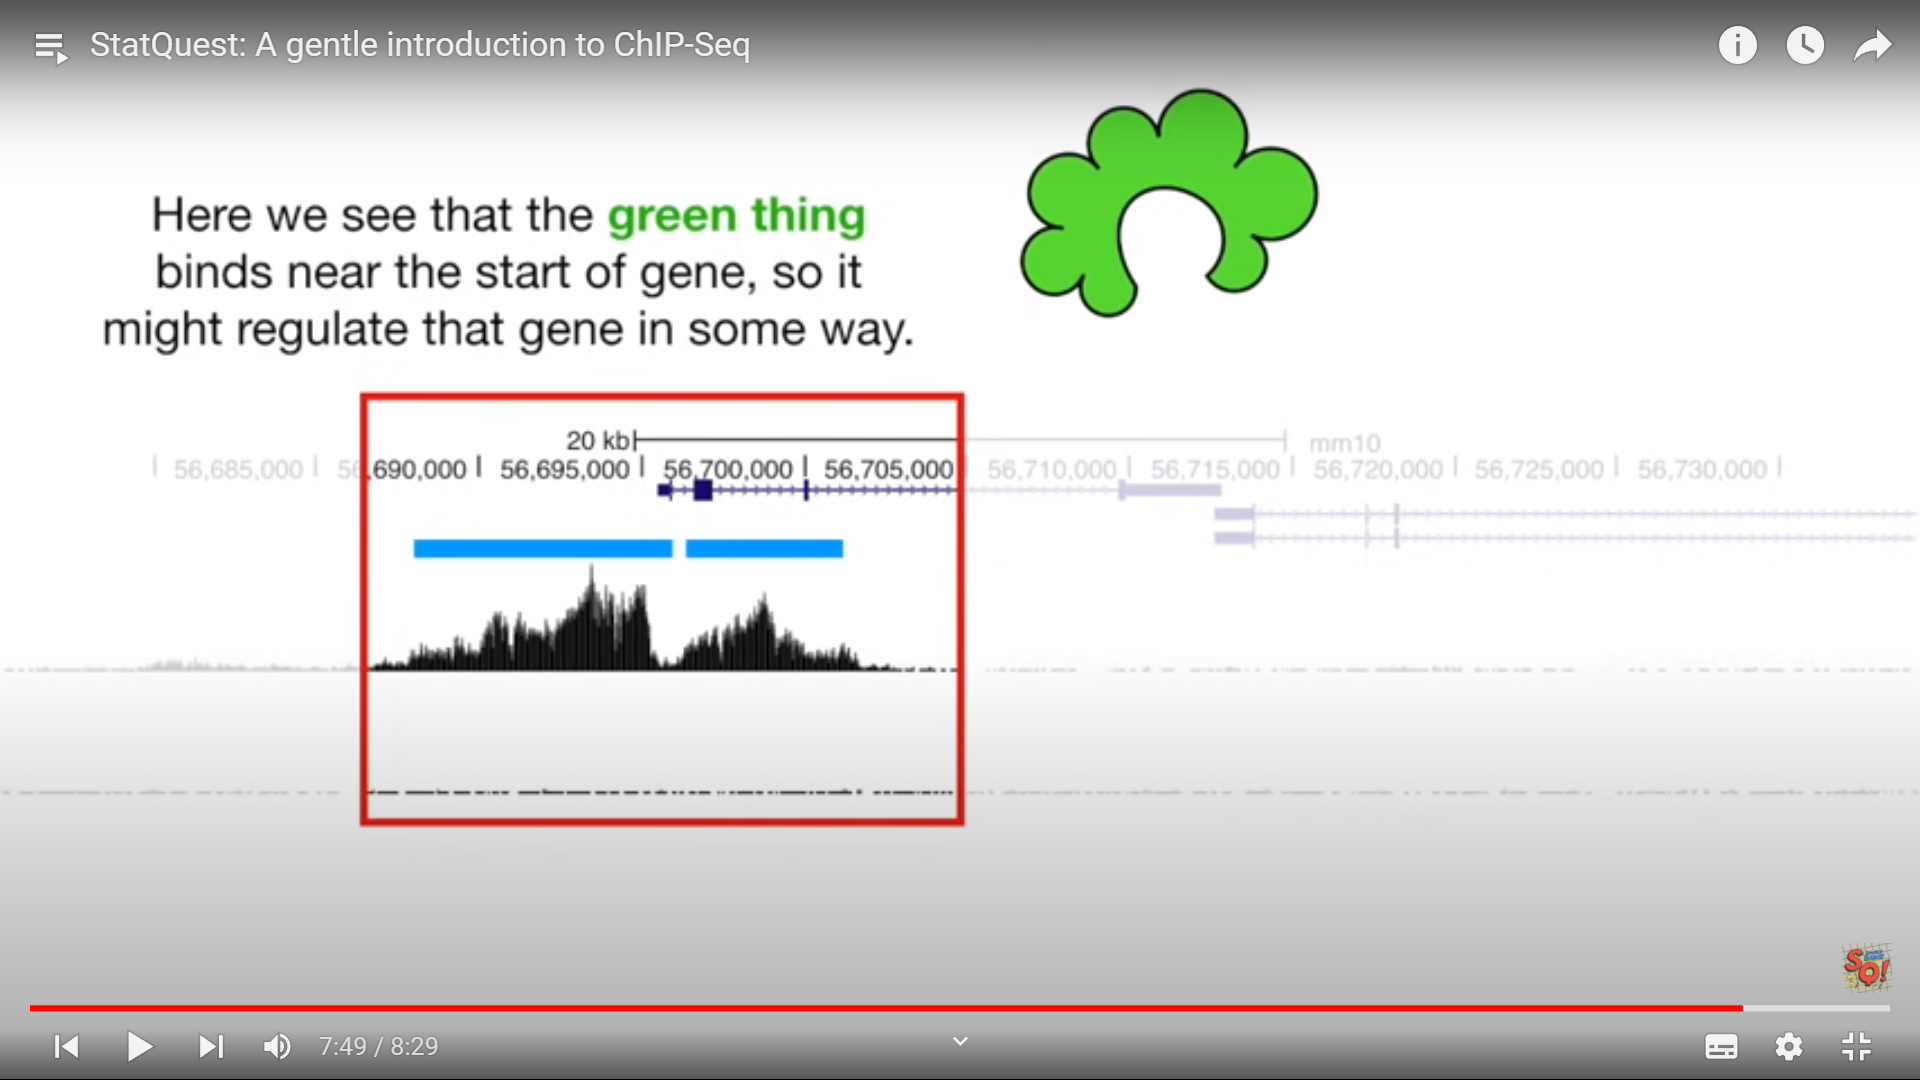 StatQuest: A gentle introduction to ChIP-Seq
Here we see that the green thing
binds near the start of gene, so it
might regulate that gene in some way.
20 kb mm10
56,685,000 56,690,000 56,695,000 56,700,000 56,705,000 56,710,000 56,715,000 56,720,000 56,725,000 56,730,000
SQ!
7:49 / 8:29